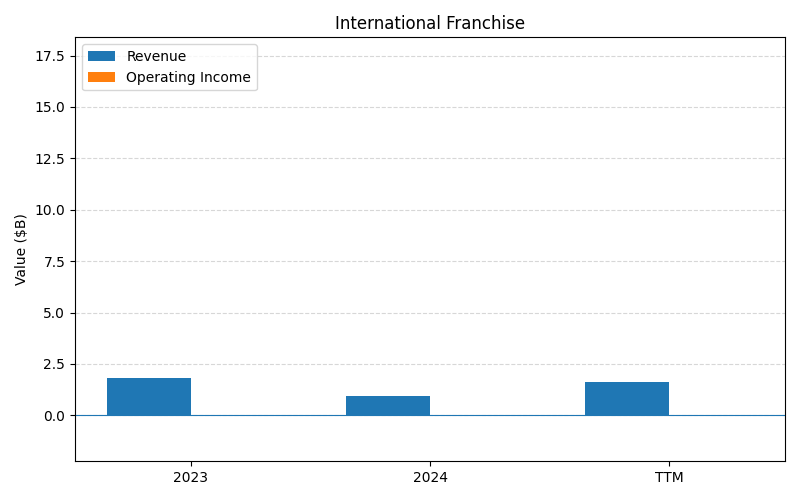 International Franchise
Revenue
Operating Income
Value ($B)
17.5
15.0
12.5
10.0
7.5
5.0
2.5
0.0
2023
2024
TTM